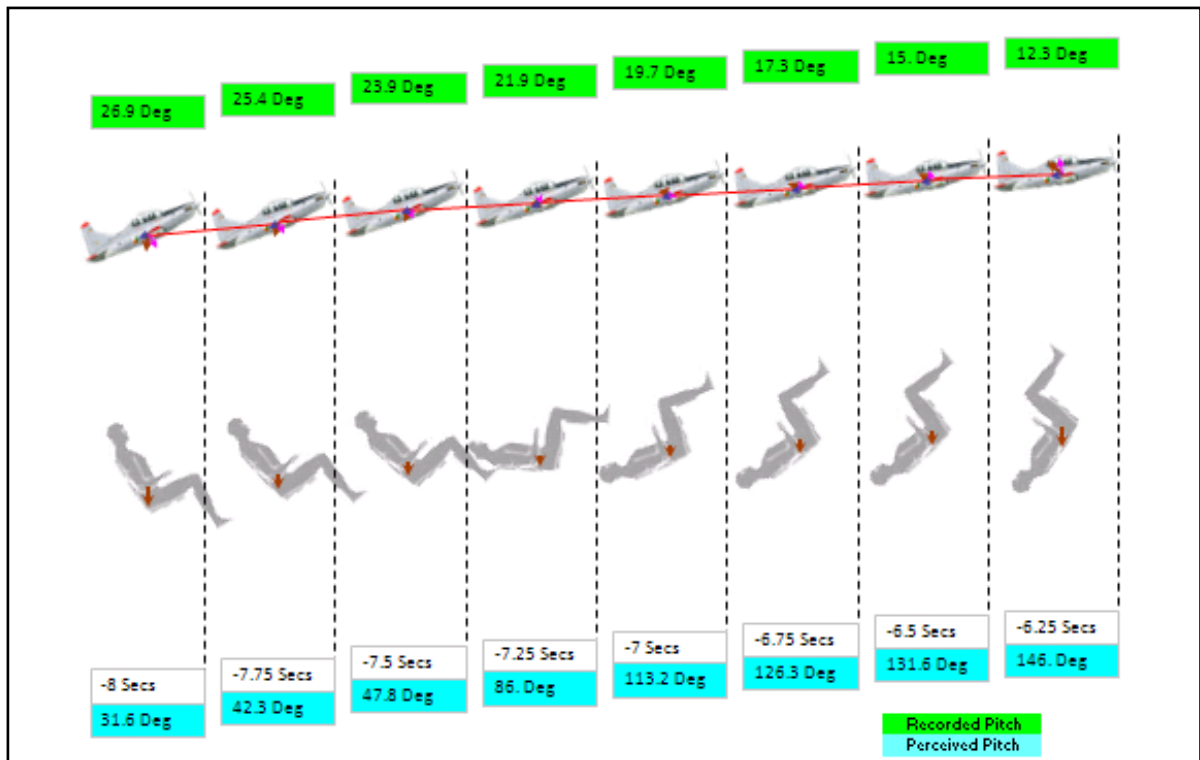 26.9 Deg
25.4 Deg
23.9 Deg
21.9 Deg
19.7 Deg
17.3 Deg
15. Deg
12.3 Deg
-8 Secs
-7.75 Secs
-7.5 Secs
-7.25 Secs
-7 Secs
-6.75 Secs
-6.5 Secs
-6.25 Secs
31.6 Deg
42.3 Deg
47.8 Deg
86. Deg
113.2 Deg
126.3 Deg
131.6 Deg
146. Deg
Recorded Pitch
Perceived Pitch